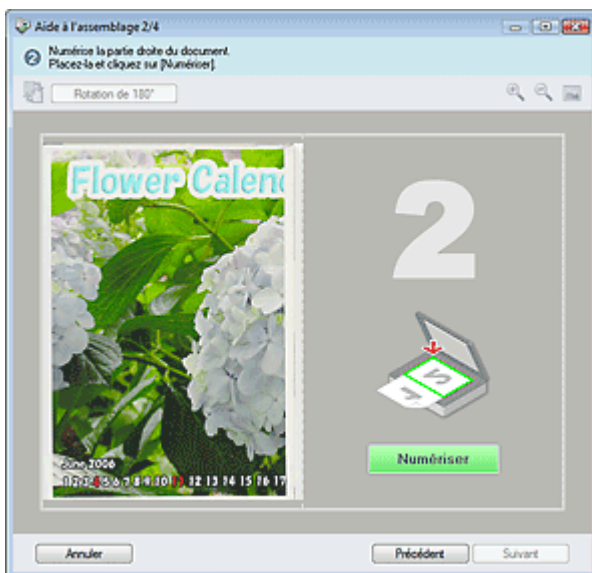 Aide à l'assemblage 2/4
2 Numérise la partie droite du document.
Placez-la et cliquez sur [Numériser].
Rotation de 180°
Flower Calend
2
June 2006
1 2 3 4 5 6 7 8 9 10 11 12 13 14 15 16 17
Numériser
Annuler
Précédent
Suivant